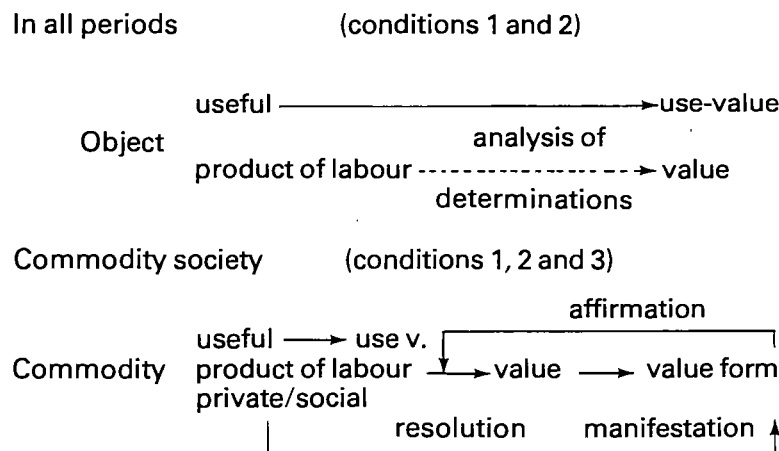 In all periods (conditions 1 and 2)
useful use-value
Object analysis of
product of labour value
determinations
Commodity society (conditions 1, 2 and 3)
affirmation
useful use v.
Commodity product of labour value value form
private/social
resolution manifestation